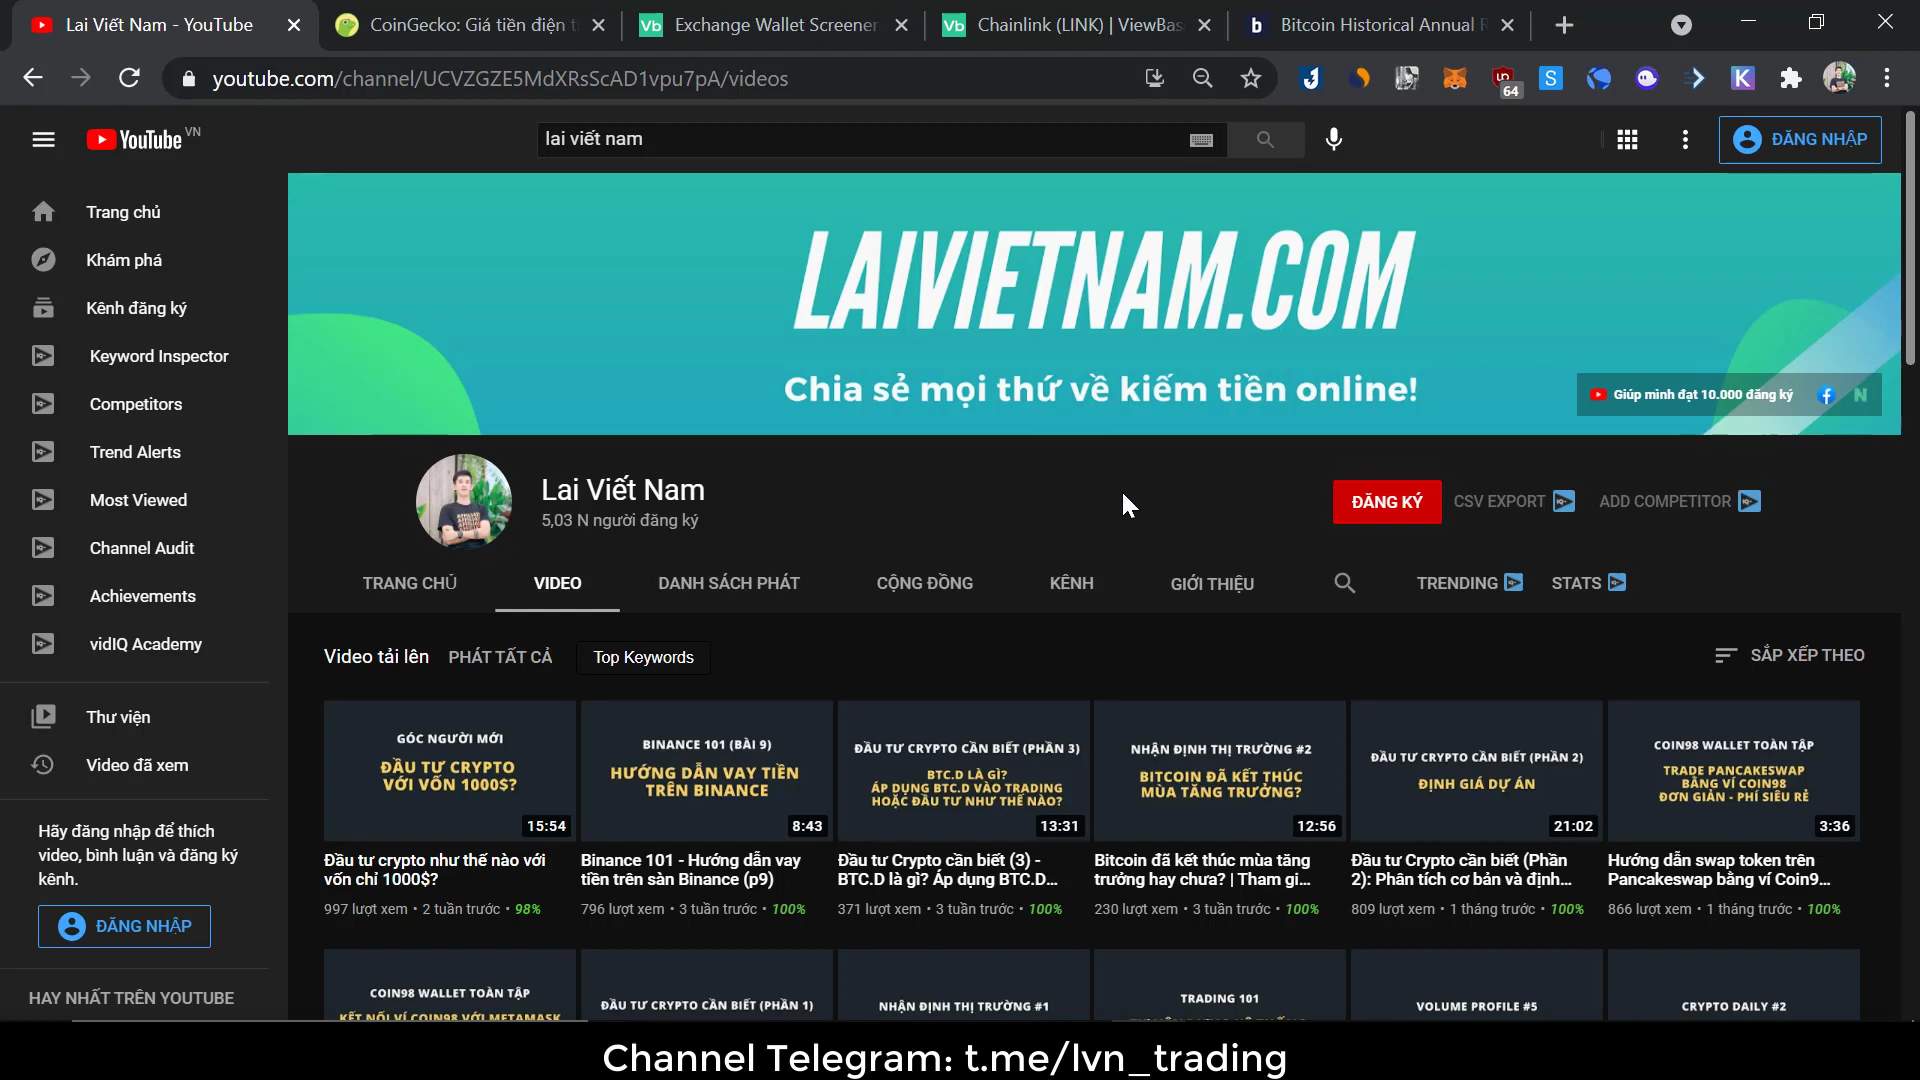 Lai Viết Nam - YouTube
CoinGecko: Giá tiền điện t
Exchange Wallet Screener
Chainlink (LINK) | ViewBas
Bitcoin Historical Annual R
youtube.com/channel/UCVZGZE5MdXRsScAD1vpu7pA/videos
64
YouTube VN
lai viết nam
ĐĂNG NHẬP
Trang chủ
Khám phá
Kênh đăng ký
Keyword Inspector
Competitors
Trend Alerts
Most Viewed
Channel Audit
Achievements
vidIQ Academy
Thư viện
Video đã xem
Hãy đăng nhập để thích
video, bình luận và đăng ký
kênh.
ĐĂNG NHẬP
HAY NHẤT TRÊN YOUTUBE
LAIVIETNAM.COM
Chia sẻ mọi thứ về kiếm tiền online!
Giúp mình đạt 10.000 đăng ký
Lai Viết Nam
5,03 N người đăng ký
ĐĂNG KÝ
CSV EXPORT
ADD COMPETITOR
TRANG CHỦ
VIDEO
DANH SÁCH PHÁT
CỘNG ĐỒNG
KÊNH
GIỚI THIỆU
TRENDING
STATS
Video tải lên
PHÁT TẤT CẢ
Top Keywords
SẮP XẾP THEO
GÓC NGƯỜI MỚI
ĐẦU TƯ CRYPTO
VỚI VỐN 1000$?
15:54
Đầu tư crypto như thế nào với
vốn chỉ 1000$?
997 lượt xem • 2 tuần trước • 98%
BINANCE 101 (BÀI 9)
HƯỚNG DẪN VAY TIỀN
TRÊN BINANCE
8:43
Binance 101 - Hướng dẫn vay
tiền trên sàn Binance (p9)
796 lượt xem • 3 tuần trước • 100%
ĐẦU TƯ CRYPTO CẦN BIẾT (PHẦN 3)
BTC.D LÀ GÌ?
ÁP DỤNG BTC.D VÀO TRADING
HOẶC ĐẦU TƯ NHƯ THẾ NÀO?
13:31
Đầu tư Crypto cần biết (3) -
BTC.D là gì? Áp dụng BTC.D...
371 lượt xem • 3 tuần trước • 100%
NHẬN ĐỊNH THỊ TRƯỜNG #2
BITCOIN ĐÃ KẾT THÚC
MÙA TĂNG TRƯỞNG?
12:56
Bitcoin đã kết thúc mùa tăng
trưởng hay chưa? | Tham gi...
230 lượt xem • 3 tuần trước • 100%
ĐẦU TƯ CRYPTO CẦN BIẾT (PHẦN 2)
ĐỊNH GIÁ DỰ ÁN
21:02
Đầu tư Crypto cần biết (Phần
2): Phân tích cơ bản và định...
809 lượt xem • 1 tháng trước • 100%
COIN98 WALLET TOÀN TẬP
TRADE PANCAKESWAP
BẰNG VÍ COIN98
ĐƠN GIẢN - PHÍ SIÊU RẺ
3:36
Hướng dẫn swap token trên
Pancakeswap bằng ví Coin9...
866 lượt xem • 1 tháng trước • 100%
COIN98 WALLET TOÀN TẬP
KẾT NỐI VÍ COIN98 VỚI METAMASK
ĐẦU TƯ CRYPTO CẦN BIẾT (PHẦN 1)
NHẬN ĐỊNH THỊ TRƯỜNG #1
TRADING 101
VOLUME PROFILE #5
CRYPTO DAILY #2
Channel Telegram: t.me/lvn_trading